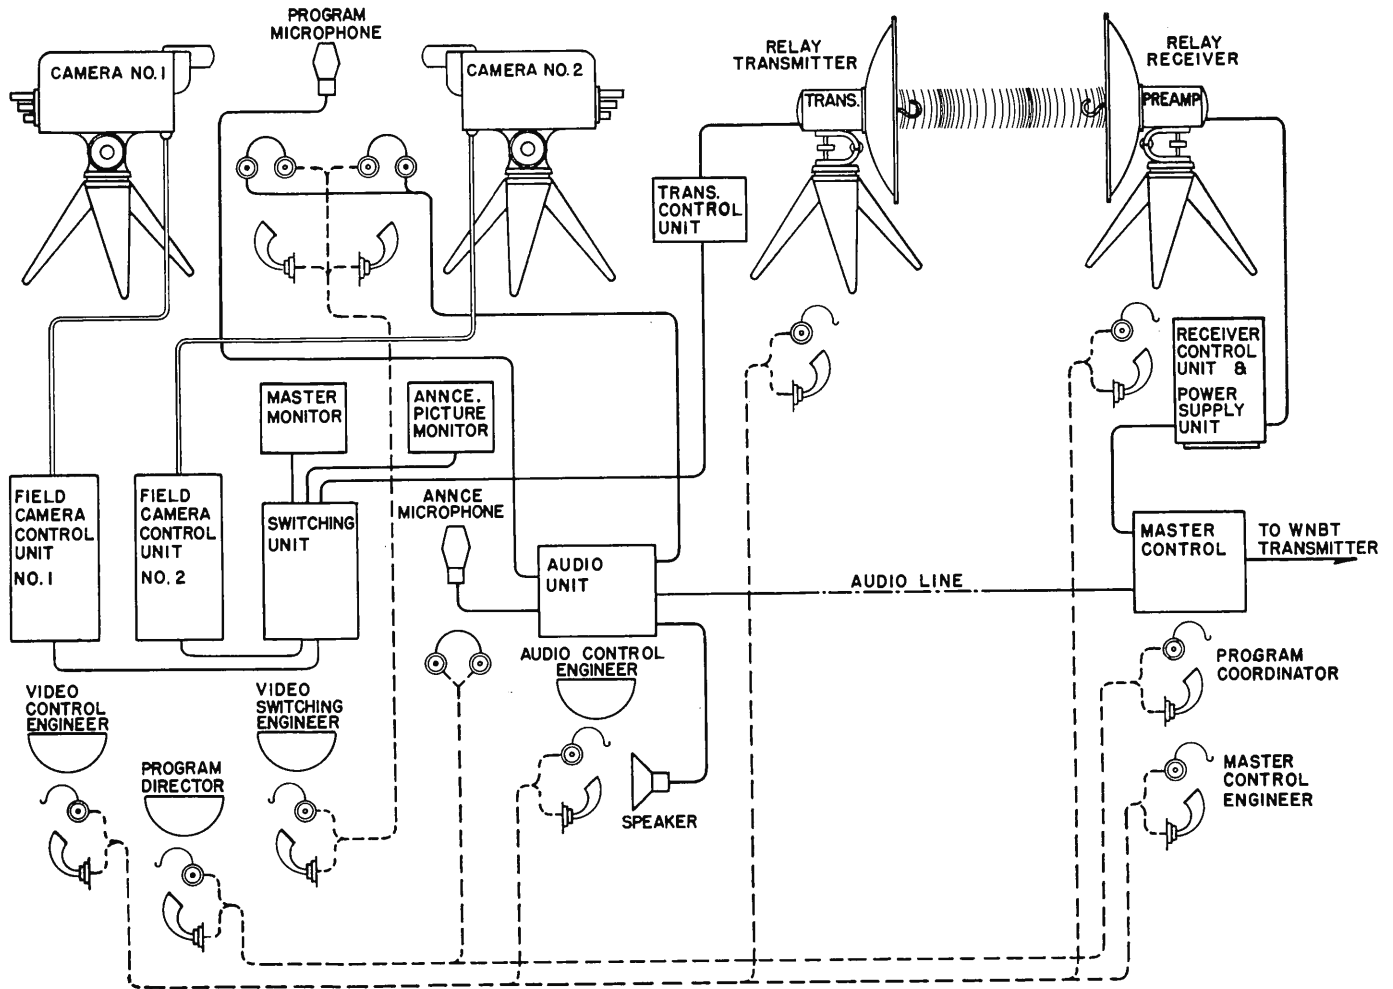 PROGRAM
MICROPHONE
CAMERA NO.1
CAMERA NO.2
RELAY
TRANSMITTER
RELAY
RECEIVER
TRANS.
PREAMP
TRANS.
CONTROL
UNIT
RECEIVER
CONTROL
UNIT &
POWER
SUPPLY
UNIT
MASTER
MONITOR
ANNCE.
PICTURE
MONITOR
FIELD
CAMERA
CONTROL
UNIT
NO.1
FIELD
CAMERA
CONTROL
UNIT
NO.2
SWITCHING
UNIT
ANNCE
MICROPHONE
AUDIO
UNIT
AUDIO LINE
MASTER
CONTROL
TO WNBT
TRANSMITTER
VIDEO
CONTROL
ENGINEER
PROGRAM
DIRECTOR
VIDEO
SWITCHING
ENGINEER
AUDIO CONTROL
ENGINEER
SPEAKER
PROGRAM
COORDINATOR
MASTER
CONTROL
ENGINEER